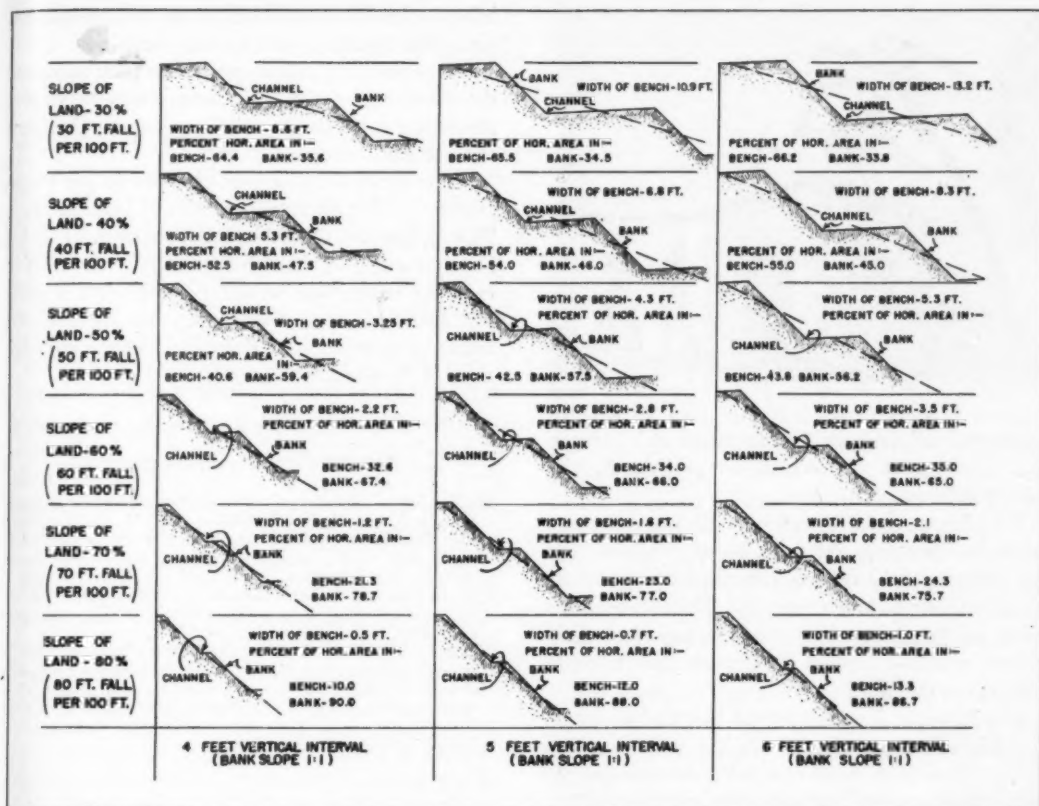 SLOPE OF
LAND-30%
(30 FT. FALL
PER 100 FT.)
CHANNEL
BANK
WIDTH OF BENCH-8.6 FT.
PERCENT HOR. AREA IN:-
BENCH-64.4 BANK-35.6
BANK
WIDTH OF BENCH-10.9 FT.
CHANNEL
PERCENT OF HOR. AREA IN:-
BENCH-65.5 BANK-34.5
BANK
WIDTH OF BENCH-13.2 FT.
CHANNEL
PERCENT OF HOR. AREA IN:-
BENCH-66.2 BANK-33.8
SLOPE OF
LAND-40%
(40 FT. FALL
PER 100 FT.)
CHANNEL
BANK
WIDTH OF BENCH 5.3 FT.
PERCENT HOR. AREA IN:-
BENCH-52.5 BANK-47.5
WIDTH OF BENCH-6.8 FT.
CHANNEL
BANK
PERCENT OF HOR. AREA IN:-
BENCH-54.0 BANK-46.0
WIDTH OF BENCH-8.3 FT.
CHANNEL
BANK
PERCENT OF HOR. AREA IN:-
BENCH-55.0 BANK-45.0
SLOPE OF
LAND-50%
(50 FT. FALL
PER 100 FT.)
CHANNEL
WIDTH OF BENCH-3.25 FT.
BANK
PERCENT HOR. AREA
IN:-
BENCH-40.6 BANK-59.4
WIDTH OF BENCH-4.3 FT.
PERCENT OF HOR. AREA IN:-
CHANNEL
BANK
BENCH-42.5 BANK-57.5
WIDTH OF BENCH-5.3 FT.
PERCENT OF HOR. AREA IN:-
CHANNEL
BANK
BENCH-43.8 BANK-56.2
SLOPE OF
LAND-60%
(60 FT. FALL
PER 100 FT.)
WIDTH OF BENCH-2.2 FT.
PERCENT OF HOR. AREA IN:-
BANK
CHANNEL
BENCH-32.6
BANK-67.4
WIDTH OF BENCH-2.8 FT.
PERCENT OF HOR. AREA IN:-
BANK
CHANNEL
BENCH-34.0
BANK-66.0
WIDTH OF BENCH-3.5 FT.
PERCENT OF HOR. AREA IN:-
BANK
CHANNEL
BENCH-35.0
BANK-65.0
SLOPE OF
LAND-70%
(70 FT. FALL
PER 100 FT.)
WIDTH OF BENCH-1.2 FT.
PERCENT OF HOR. AREA IN:-
BANK
CHANNEL
BENCH-21.3
BANK-78.7
WIDTH OF BENCH-1.6 FT.
PERCENT OF HOR. AREA IN:-
BANK
CHANNEL
BENCH-23.0
BANK-77.0
WIDTH OF BENCH-2.1
PERCENT OF HOR. AREA IN:-
CHANNEL
BANK
BENCH-24.3
BANK-75.7
SLOPE OF
LAND - 80%
(80 FT. FALL
PER 100 FT.)
WIDTH OF BENCH-0.5 FT.
PERCENT OF HOR. AREA IN:-
CHANNEL
BANK
BENCH-10.0
BANK-90.0
WIDTH OF BENCH-0.7 FT.
PERCENT OF HOR. AREA IN:-
CHANNEL
BANK
BENCH-12.0
BANK-88.0
WIDTH OF BENCH-1.0 FT.
PERCENT OF HOR. AREA IN:-
CHANNEL
BANK
BENCH-13.3
BANK-86.7
4 FEET VERTICAL INTERVAL
(BANK SLOPE 1:1)
5 FEET VERTICAL INTERVAL
(BANK SLOPE 1:1)
6 FEET VERTICAL INTERVAL
(BANK SLOPE 1:1)